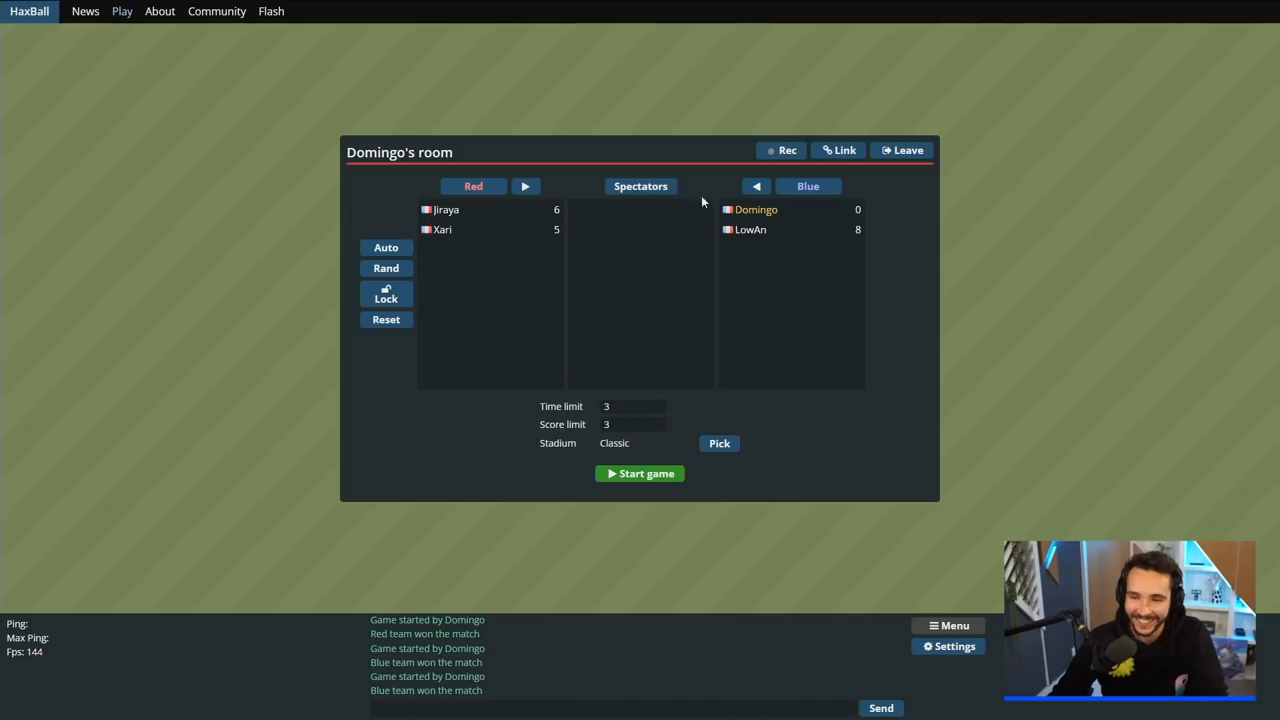 HaxBall News Play About Community Flash
Domingo's room Rec Link Leave
Red Spectators Blue
Jiraya 6
Xari 5
Domingo 0
LowAn 8
Auto
Rand
Lock
Reset
Time limit 3
Score limit 3
Stadium Classic Pick
Start game
Ping:
Max Ping:
Fps: 144
Game started by Domingo
Red team won the match
Game started by Domingo
Blue team won the match
Game started by Domingo
Blue team won the match
Menu
Settings
Send